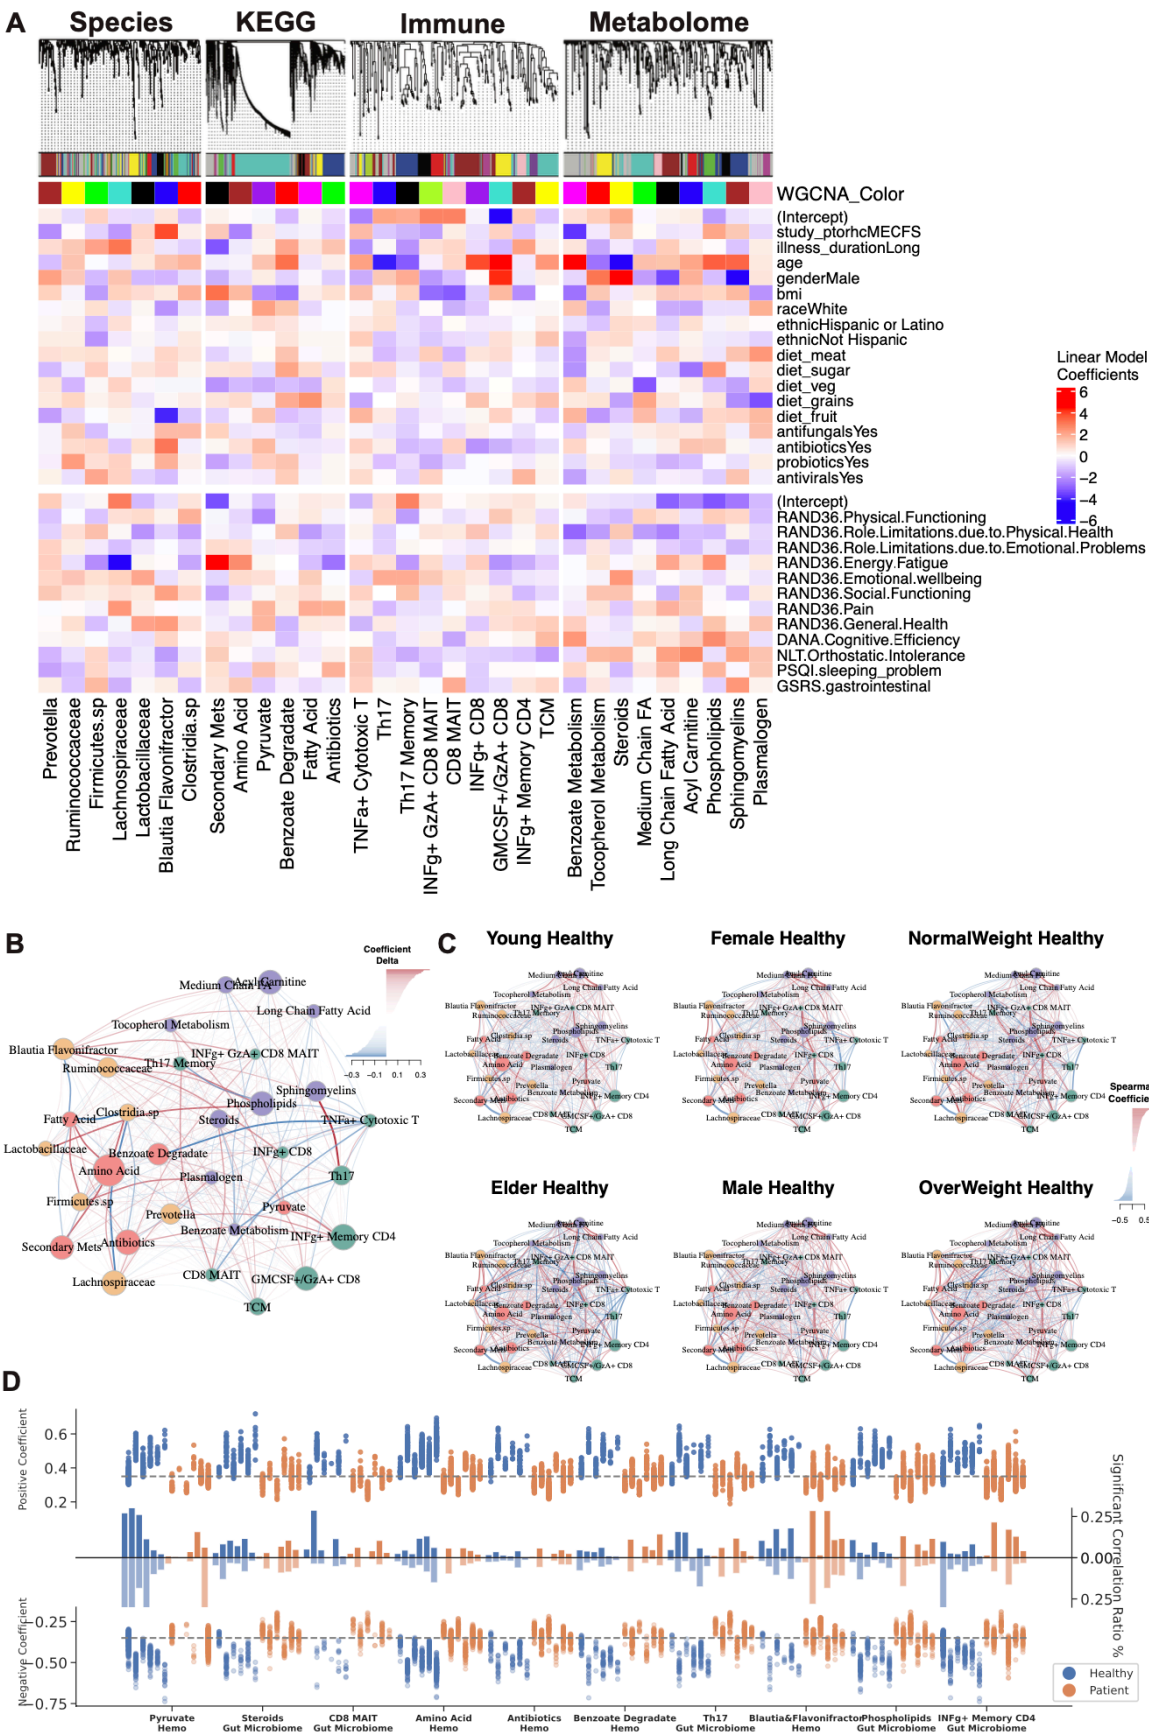 A
Species
KEGG
Immune
Metabolome
WGCNA_Color
(Intercept)
study_ptorhcMECFS
illness_durationLong
age
genderMale
bmi
raceWhite
ethnicHispanic or Latino
ethnicNot Hispanic
diet_meat
diet_sugar
diet_veg
diet_grains
diet_fruit
antifungalsYes
antibioticsYes
probioticsYes
antiviralsYes
Linear Model
Coefficients
6
4
2
0
−2
−4
−6
(Intercept)
RAND36.Physical.Functioning
RAND36.Role.Limitations.due.to.Physical.Health
RAND36.Role.Limitations.due.to.Emotional.Problems
RAND36.Energy.Fatigue
RAND36.Emotional.wellbeing
RAND36.Social.Functioning
RAND36.Pain
RAND36.General.Health
DANA.Cognitive.Efficiency
NLT.Orthostatic.Intolerance
PSQI.sleeping_problem
GSRS.gastrointestinal
Prevotella
Ruminococcaceae
Firmicutes.sp
Lachnospiraceae
Lactobacillaceae
Blautia Flavonifractor
Clostridia.sp
Secondary Mets
Amino Acid
Pyruvate
Benzoate Degradate
Fatty Acid
Antibiotics
TNFa+ Cytotoxic T
Th17
Th17 Memory
INFg+ GzA+ CD8 MAIT
CD8 MAIT
INFg+ CD8
GMCSF+/GzA+ CD8
INFg+ Memory CD4
TCM
Benzoate Metabolism
Tocopherol Metabolism
Steroids
Medium Chain FA
Long Chain Fatty Acid
Acyl Carnitine
Phospholipids
Sphingomyelins
Plasmalogen
B
Coefficient
Delta
−0.3 −0.1 0.1 0.3
Medium Chain FA
Acyl Carnitine
Long Chain Fatty Acid
Tocopherol Metabolism
Blautia Flavonifractor
INFg+ GzA+ CD8 MAIT
Th17 Memory
Ruminococcaceae
Sphingomyelins
Phospholipids
Clostridia.sp
Fatty Acid
Steroids
TNFa+ Cytotoxic T
Lactobacillaceae
Benzoate Degradate
INFg+ CD8
Amino Acid
Plasmalogen
Th17
Firmicutes.sp
Prevotella
Pyruvate
Benzoate Metabolism
INFg+ Memory CD4
Secondary Mets
Antibiotics
Lachnospiraceae
CD8 MAIT
GMCSF+/GzA+ CD8
TCM
C
Young Healthy
Female Healthy
NormalWeight Healthy
Elder Healthy
Male Healthy
OverWeight Healthy
Spearma
Coefficie
−0.5 0.5
D
Positive Coefficient
0.6
0.4
0.2
0.25
0.00
0.25
Significant Correlation Ratio %
Negative Coefficient
−0.25
−0.50
−0.75
Healthy
Patient
Pyruvate
Hemo
Steroids
Gut Microbiome
CD8 MAIT
Gut Microbiome
Amino Acid
Hemo
Antibiotics
Hemo
Benzoate Degradate
Hemo
Th17
Gut Microbiome
Blautia&Flavonifractor
Hemo
Phospholipids
Gut Microbiome
INFg+ Memory CD4
Gut Microbiome